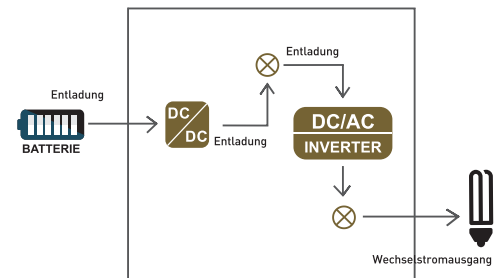 Entladung
Entladung
DC
DC
Entladung
DC/AC
INVERTER
BATTERIE
Wechselstromausgang